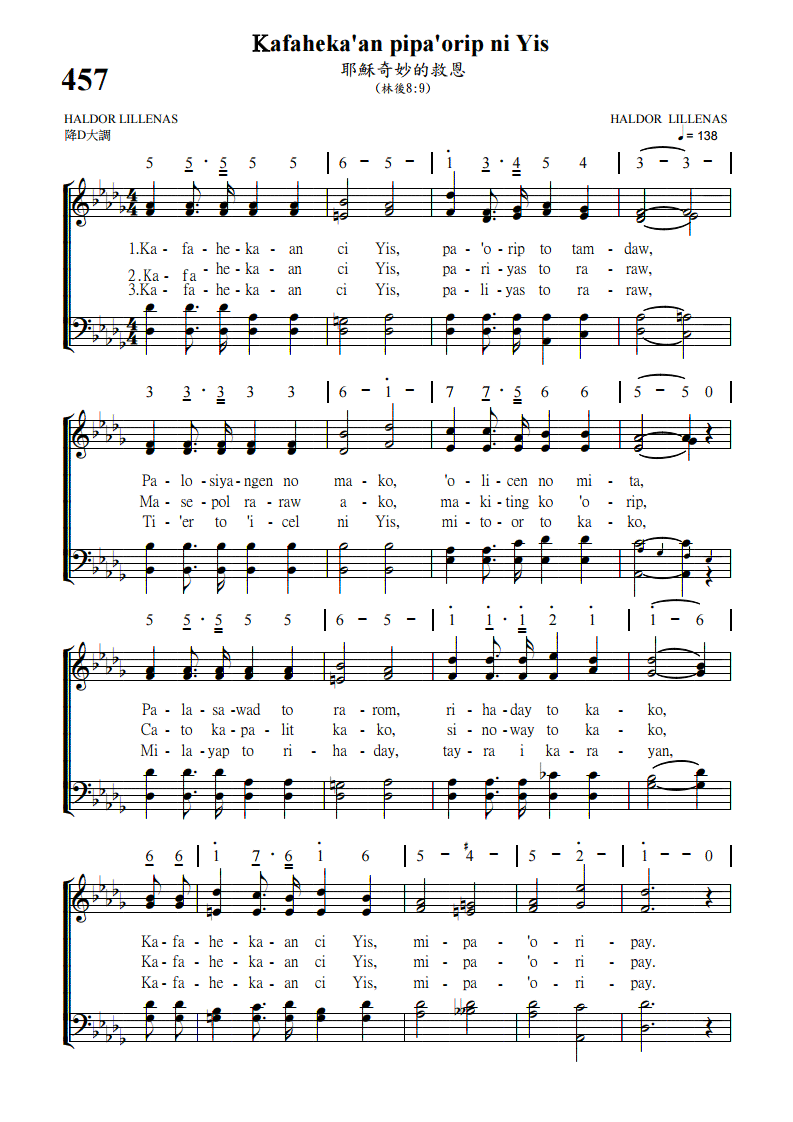 Kafaheka'an pipa'orip ni Yis
457
耶穌奇妙的救恩
(林後8:9)
HALDOR LILLENAS
HALDOR LILLENAS
降D大調
♩= 138
5 5 · 5 5 5 | 6 - 5 - | 1 3 · 4 5 4 | 3 - 3 - |
1.Ka - fa - he - ka - an ci Yis, pa - 'o - rip to tam - daw,
2.Ka - fa - he - ka - an ci Yis, pa - ri - yas to ra - raw,
3.Ka - fa - he - ka - an ci Yis, pa - li - yas to ra - raw,
3 3 · 3 3 3 | 6 - 1 - | 7 7 · 5 6 6 | 5 - 5 0 |
Pa - lo - siya - ngen no ma - ko, 'o - li - cen no mi - ta,
Ma - se - pol ra - raw a - ko, ma - ki - ting ko 'o - rip,
Ti - 'er to 'i - cel ni Yis, mi - to - or to ka - ko,
5 5 · 5 5 5 | 6 - 5 - | 1 1 · 1 2 1 | 1 - 6 |
Pa - la - sa - wad to ra - rom, ri - ha - day to ka - ko,
Ca - to ka - pa - lit ka - ko, si - no - way to ka - ko,
Mi - la - yap to ri - ha - day, tay - ra i ka - ra - yan,
6 6 | 1 7 · 6 1 6 | 5 - ♯4 - | 5 - 2 - | 1 - 0
Ka - fa - he - ka - an ci Yis, mi - pa - 'o - ri - pay.
Ka - fa - he - ka - an ci Yis, mi - pa - 'o - ri - pay.
Ka - fa - he - ka - an ci Yis, mi - pa - 'o - ri - pay.